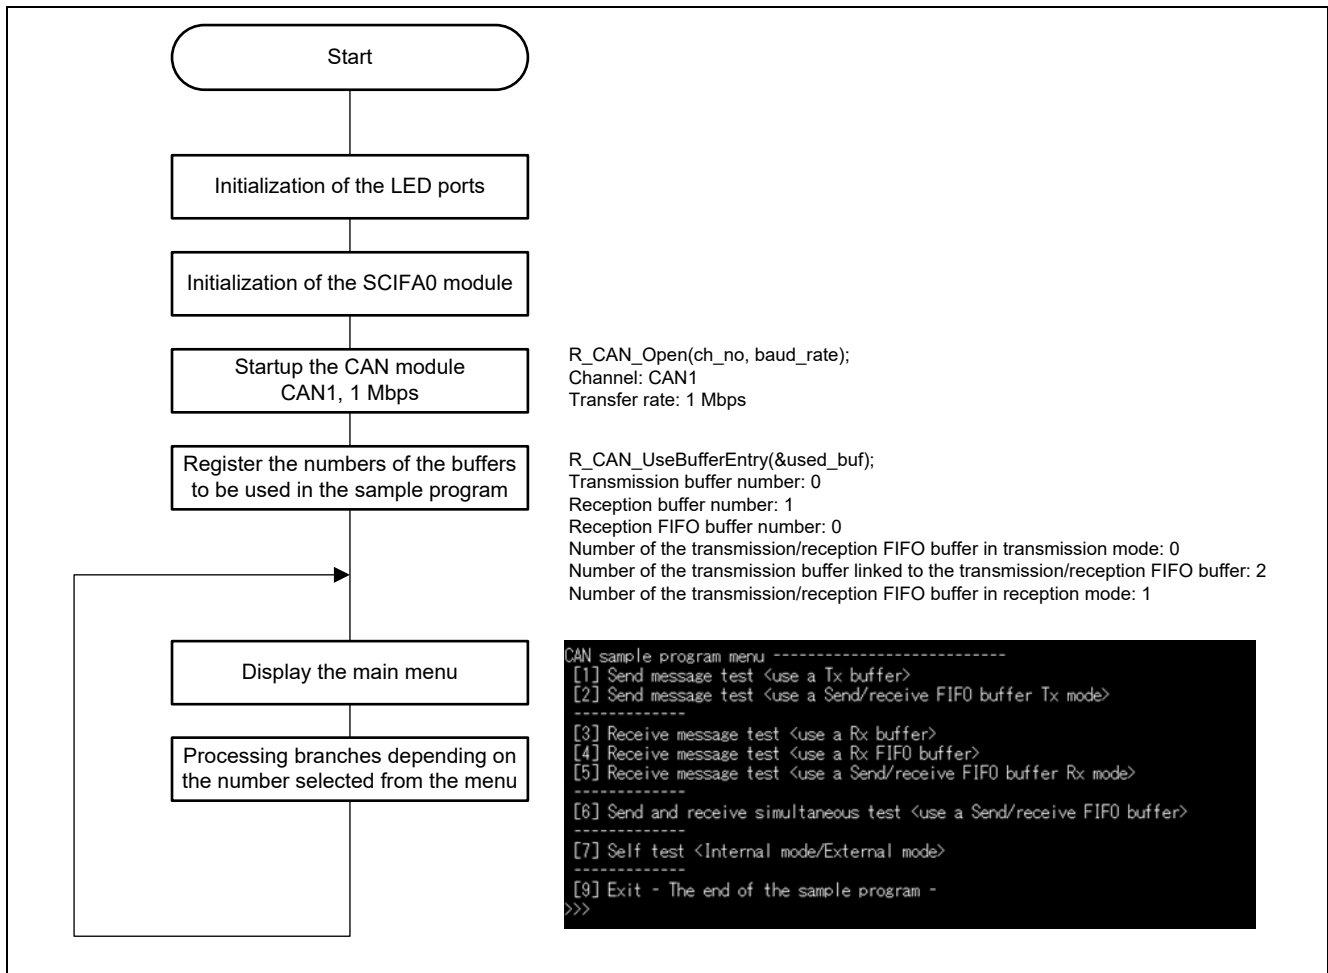 Start
Initialization of the LED ports
Initialization of the SCIFA0 module
Startup the CAN module
CAN1, 1 Mbps
R_CAN_Open(ch_no, baud_rate);
Channel: CAN1
Transfer rate: 1 Mbps
Register the numbers of the buffers
to be used in the sample program
R_CAN_UseBufferEntry(&used_buf);
Transmission buffer number: 0
Reception buffer number: 1
Reception FIFO buffer number: 0
Number of the transmission/reception FIFO buffer in transmission mode: 0
Number of the transmission buffer linked to the transmission/reception FIFO buffer: 2
Number of the transmission/reception FIFO buffer in reception mode: 1
Display the main menu
Processing branches depending on
the number selected from the menu
CAN sample program menu ---------------------------
[1] Send message test <use a Tx buffer>
[2] Send message test <use a Send/receive FIFO buffer Tx mode>
-------------
[3] Receive message test <use a Rx buffer>
[4] Receive message test <use a Rx FIFO buffer>
[5] Receive message test <use a Send/receive FIFO buffer Rx mode>
-------------
[6] Send and receive simultaneous test <use a Send/receive FIFO buffer>
-------------
[7] Self test <Internal mode/External mode>
-------------
[9] Exit - The end of the sample program -
>>>